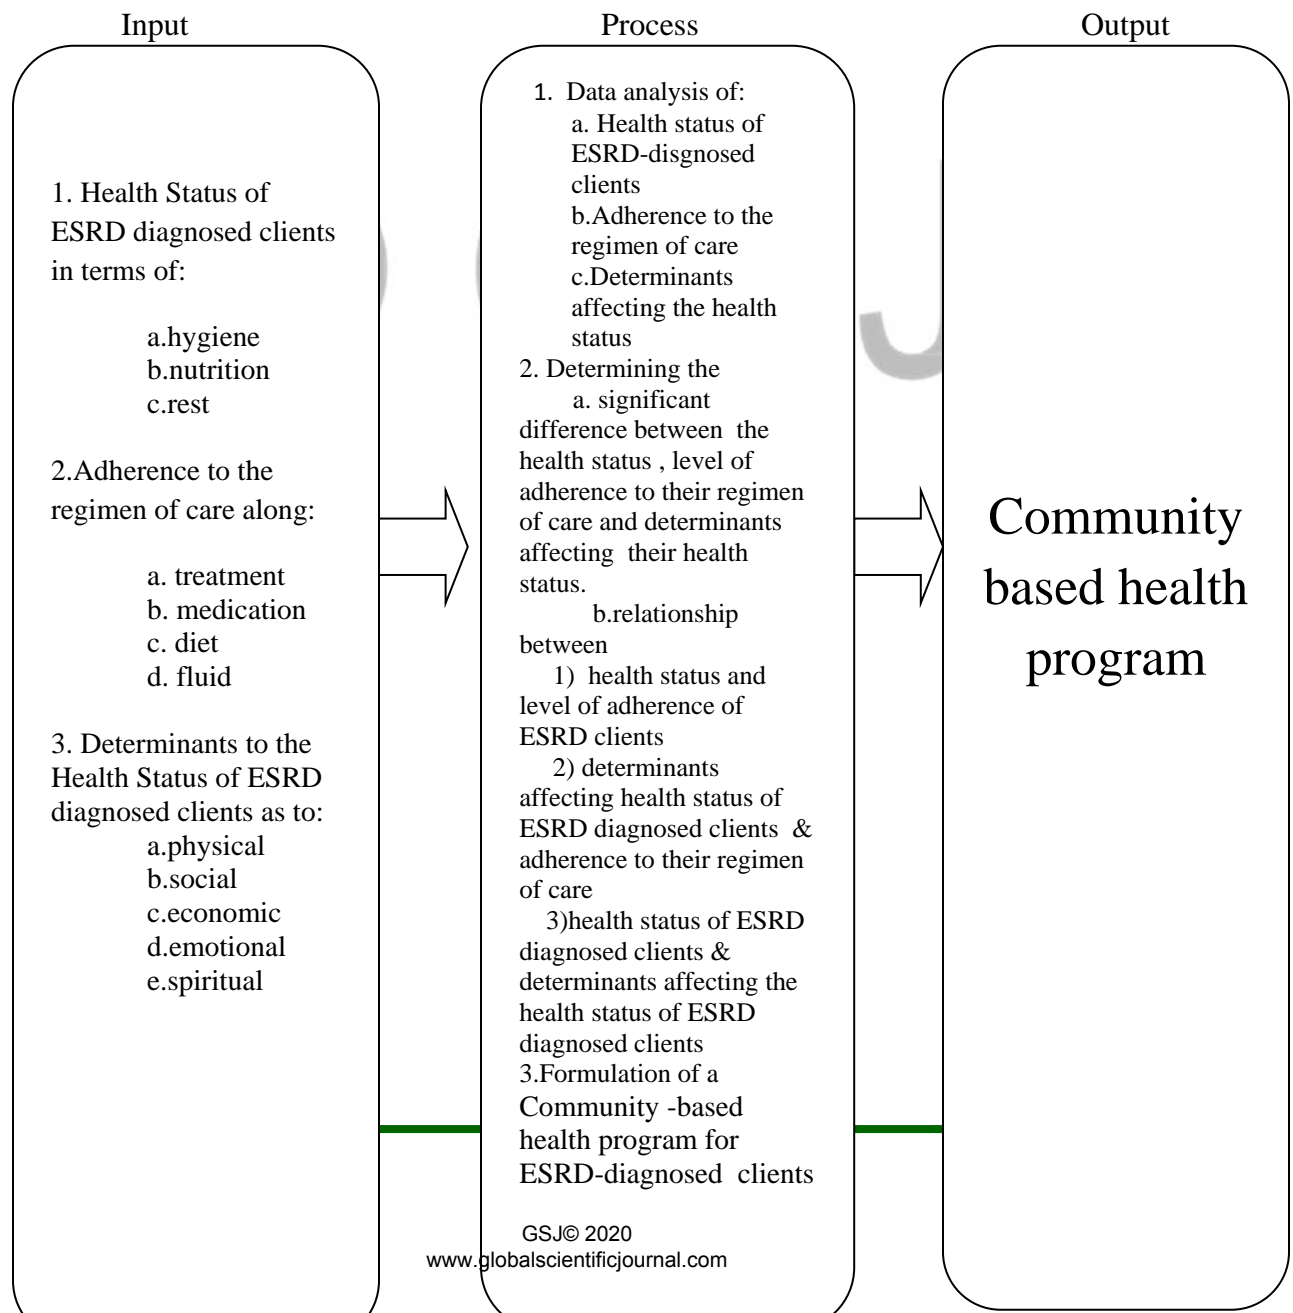 Input
Process
Output
1. Health Status of
ESRD diagnosed clients
in terms of:
a.hygiene
b.nutrition
c.rest
2.Adherence to the
regimen of care along:
a. treatment
b. medication
c. diet
d. fluid
3. Determinants to the
Health Status of ESRD
diagnosed clients as to:
a.physical
b.social
c.economic
d.emotional
e.spiritual
1. Data analysis of:
a. Health status of
ESRD-disgnosed
clients
b.Adherence to the
regimen of care
c.Determinants
affecting the health
status
2. Determining the
a. significant
difference between the
health status , level of
adherence to their regimen
of care and determinants
affecting their health
status.
b.relationship
between
1) health status and
level of adherence of
ESRD clients
2) determinants
affecting health status of
ESRD diagnosed clients &
adherence to their regimen
of care
3)health status of ESRD
diagnosed clients &
determinants affecting the
health status of ESRD
diagnosed clients
3.Formulation of a
Community -based
health program for
ESRD-diagnosed clients
Community
based health
program
GSJ© 2020
www.globalscientificjournal.com